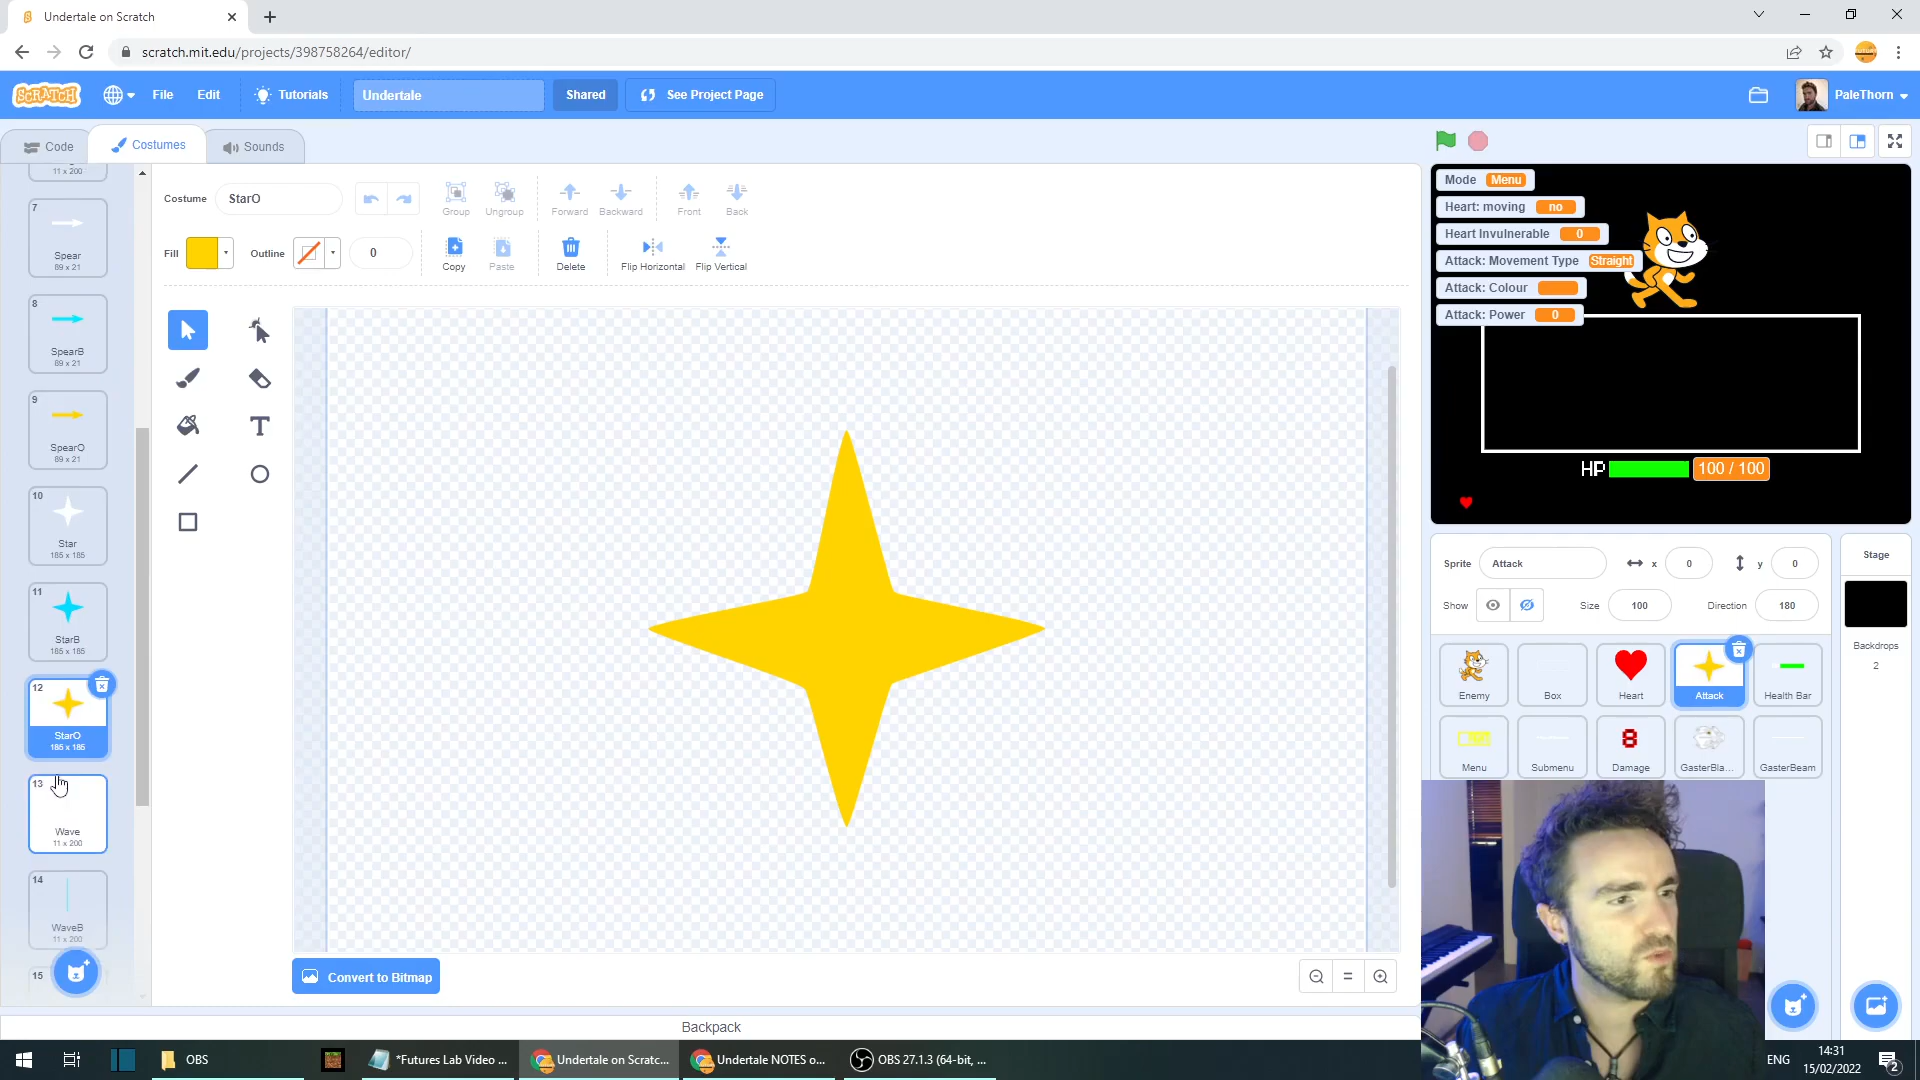 Undertale on Scratch
scratch.mit.edu/projects/398758264/editor/
SCRATCH
File
Edit
Tutorials
Undertale
Shared
See Project Page
PaleThorn
Code
Costumes
Sounds
11 x 200
7
Spear
89 x 21
8
SpearB
89 x 21
9
SpearO
89 x 21
10
Star
185 x 185
11
StarB
185 x 185
12
StarO
185 x 185
13
Wave
11 x 200
14
WaveB
11 x 200
15
Costume
StarO
Group
Ungroup
Forward
Backward
Front
Back
Fill
Outline
0
Copy
Paste
Delete
Flip Horizontal
Flip Vertical
T
Convert to Bitmap
Backpack
Mode Menu
Heart: moving no
Heart Invulnerable 0
Attack: Movement Type Straight
Attack: Colour
Attack: Power 0
HP 100 / 100
Sprite
Attack
x
0
y
0
Show
Size
100
Direction
180
Enemy
Box
Heart
Attack
Health Bar
Menu
Submenu
8
Damage
GasterBla...
GasterBeam
Stage
Backdrops
2
OBS
*Futures Lab Video ...
Undertale on Scratc...
Undertale NOTES o...
OBS 27.1.3 (64-bit, ...
ENG
14:31
15/02/2022
2